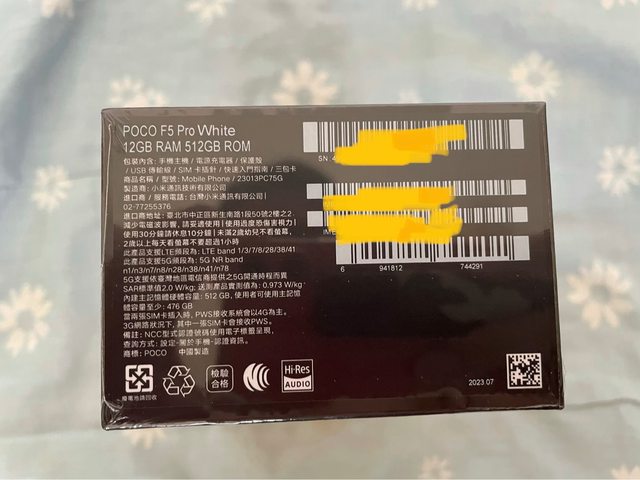 POCO F5 Pro White
12GB RAM 512GB ROM
包裝內含: 手機主機 / 電源充電器 / 保護殼
/ USB 傳輸線 / SIM 卡插針 / 快速入門指南 / 三包卡
名稱 / 型號: Mobile Phone / 23013PC75G
製造商: 小米通訊技術有限公司
進口商 / 服務電話: 台灣小米通訊有限公司 /
02-77255376
進口商地址: 臺北市中正區新生南路1段50號2樓之2
減少電磁波影響, 請妥適使用 | 使用過度恐傷害視力 |
使用30分鐘請休息10分鐘 | 未滿2歲幼兒不看螢幕,
2歲以上每天看螢幕不要超過1小時
此產品支援LTE頻段為: LTE band 1/3/7/8/28/38/41
此產品支援5G頻段為: 5G NR band
n1/n3/n7/n8/n28/n38/n41/n78
5G支援依臺灣地區電信商提供之5G開通時程而異
SAR標準值2.0 W/kg; 送測產品實測值為: 0.973 W/kg
內建主記憶體硬體容量: 512 GB, 使用者可使用主記憶
體容量至少: 476 GB
當兩張SIM卡插入時, PWS接收系統會以4G為主。
3G網路狀況下, 其中一張SIM卡會接收PWS。
備註: NCC型式認證號碼使用電子標籤呈現,
查詢方式: 設定-關於手機-認證資訊。
商標: POCO 中國製造
廢電池請回收
檢驗
合格
Hi-Res
AUDIO
SN: 4
6 941812 744291
2023.07